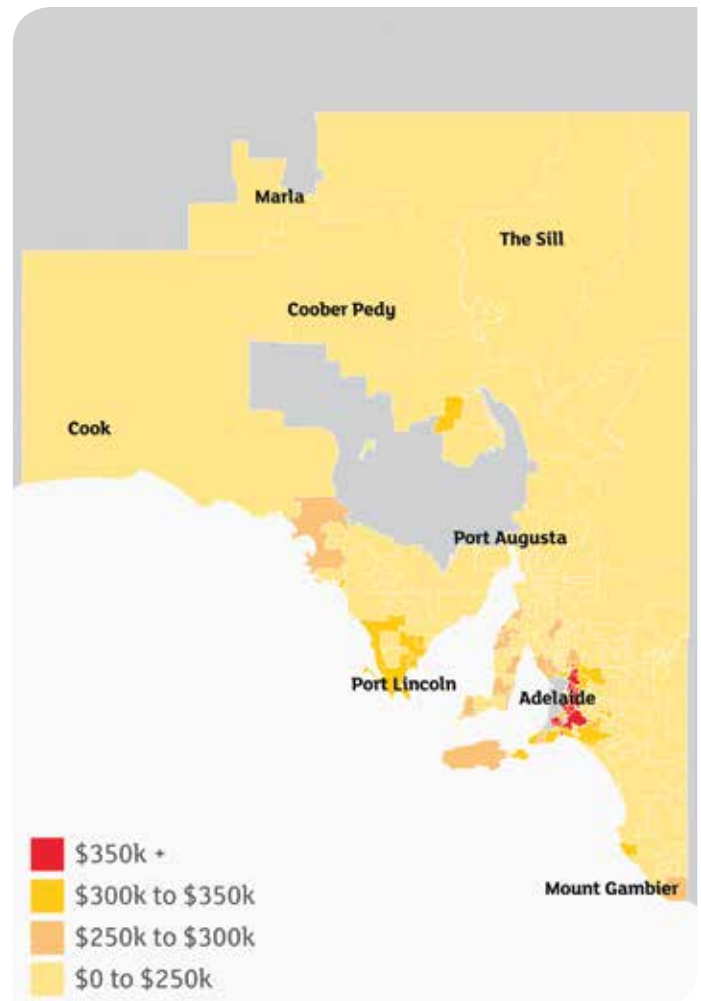 Marla
The Sill
Coober Pedy
Cook
Port Augusta
Port Lincoln
Adelaide
Mount Gambier
$350k +
$300k to $350k
$250k to $300k
$0 to $250k